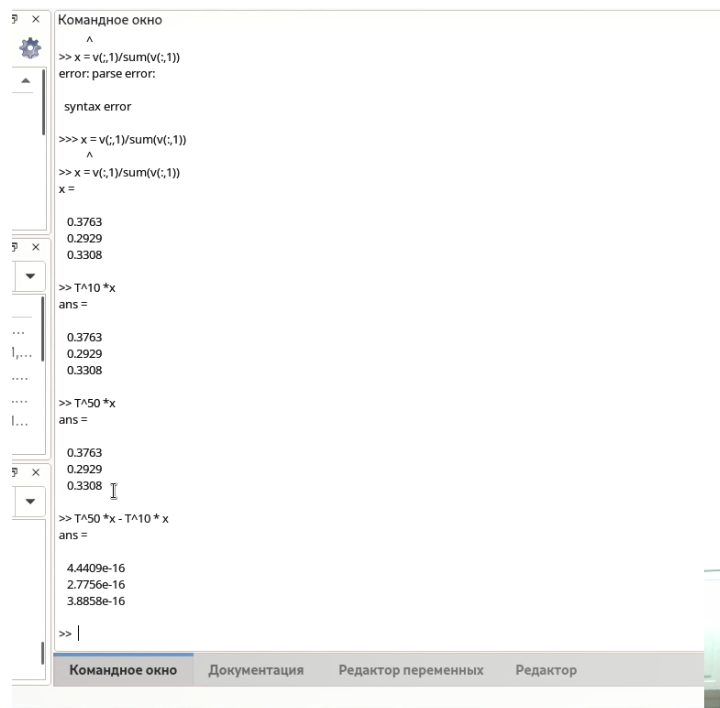 Командное окно
^
>> x = v(;,1)/sum(v(:,1))
error: parse error:
syntax error
>>> x = v(;,1)/sum(v(:,1))
^
>> x = v(:,1)/sum(v(:,1))
x =
0.3763
0.2929
0.3308
>> T^10 *x
ans =
0.3763
0.2929
0.3308
>> T^50 *x
ans =
0.3763
0.2929
0.3308
>> T^50 *x - T^10 * x
ans =
4.4409e-16
2.7756e-16
3.8858e-16
>>
Командное окно
Документация
Редактор переменных
Редактор